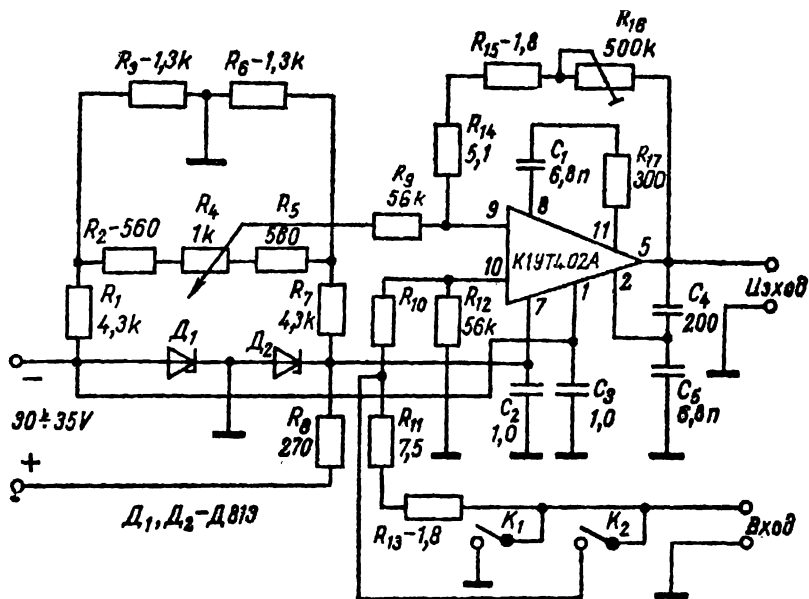 R3-1,3k
R6-1,3k
R15-1,8
R18
500k
R14
5,1
C1
6,8n
R17
300
R9
56k
R2-560
R4
1k
R5
560
9
8
11
5
К1УТ402А
10
7
1
2
R1
4,3k
Д1
Д2
R7
4,3k
R10
R12
56k
C4
200
Изход
−
30±35V
+
R8
270
R11
7,5
C2
1,0
C3
1,0
C5
6,8n
Д1, Д2-Д813
R13-1,8
K1
K2
Вход